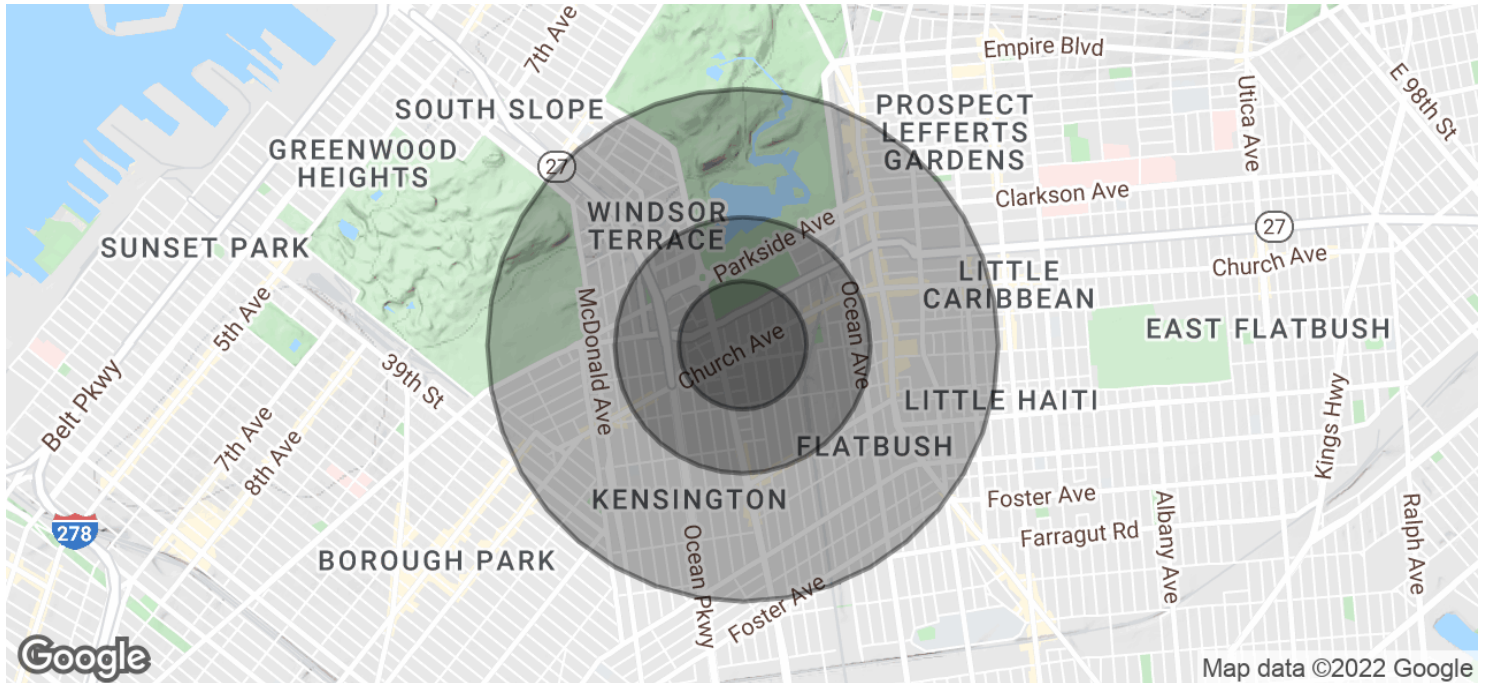 7th Ave
Empire Blvd
E 98th St
Utica Ave
SOUTH SLOPE
PROSPECT
LEFFERTS
GARDENS
GREENWOOD
HEIGHTS
27
Clarkson Ave
WINDSOR
TERRACE
Parkside Ave
27
SUNSET PARK
Church Ave
LITTLE
CARIBBEAN
5th Ave
McDonald Ave
Ocean Ave
EAST FLATBUSH
Church Ave
39th St
Belt Pkwy
LITTLE HAITI
Kings Hwy
7th Ave
8th Ave
FLATBUSH
KENSINGTON
Foster Ave
Albany Ave
Ralph Ave
278
Farragut Rd
BOROUGH PARK
Ocean Pkwy
Foster Ave
Google
Map data ©2022 Google